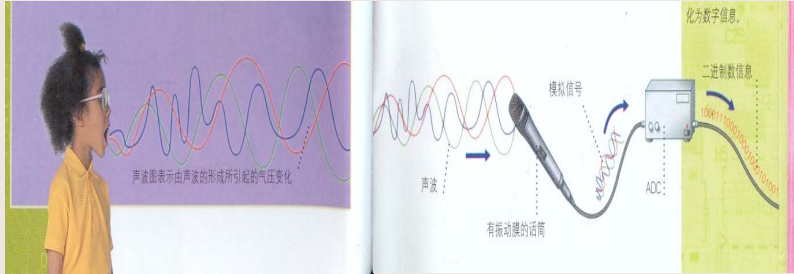 声波图表示由声波的形成所引起的气压变化
化为数字信息。
二进制数信息
模拟信号
声波
有振动膜的话筒
ADC